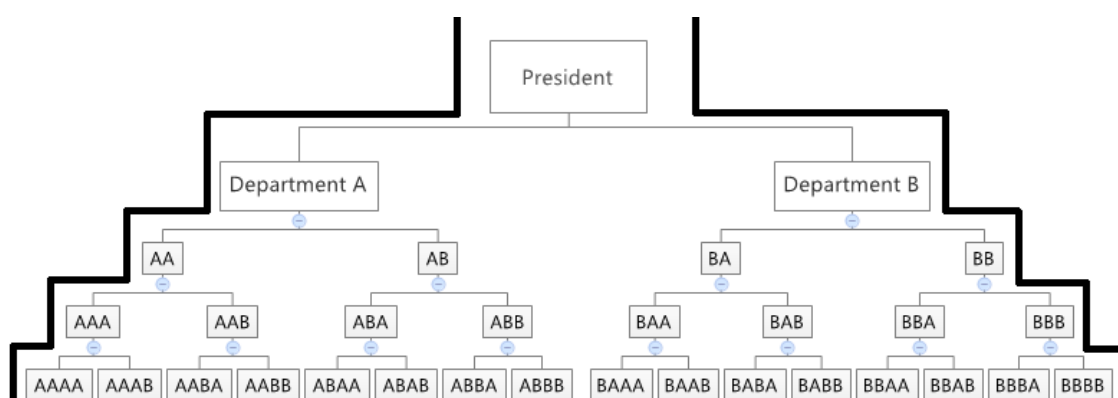 President
Department A Department B
AA AB BA BB
AAA AAB ABA ABB BAA BAB BBA BBB
AAAA AAAB AABA AABB ABAA ABAB ABBA ABBB BAAA BAAB BABA BABB BBAA BBAB BBBA BBBB